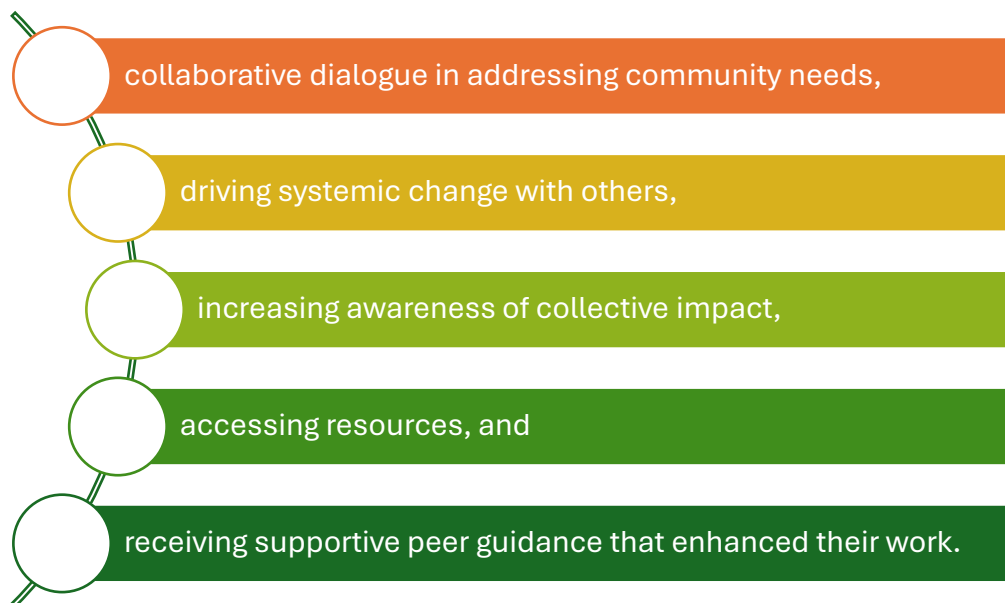 collaborative dialogue in addressing community needs,
driving systemic change with others,
increasing awareness of collective impact,
accessing resources, and
receiving supportive peer guidance that enhanced their work.